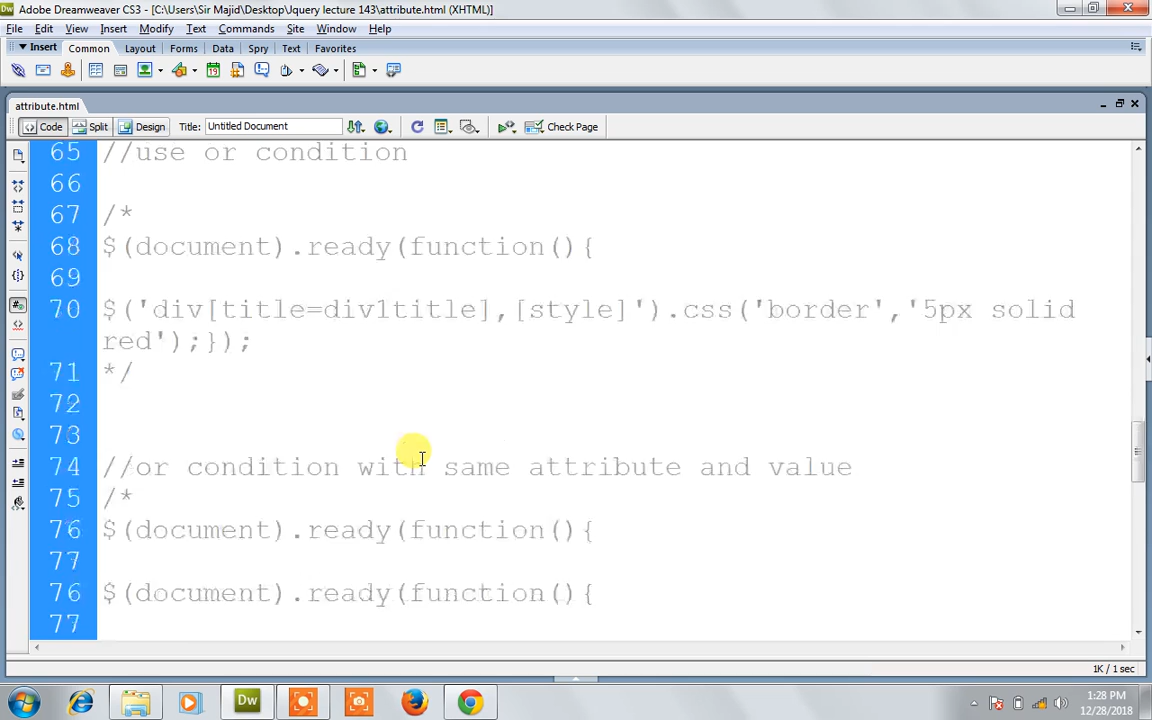 Adobe Dreamweaver CS3 - [C:\Users\Sir Majid\Desktop\Jquery lecture 143\attribute.html (XHTML)]
File Edit View Insert Modify Text Commands Site Window Help
Insert Common Layout Forms Data Spry Text Favorites
attribute.html
Code Split Design Title: Untitled Document Check Page
65 //use or condition
66
67 /*
68 $(document).ready(function(){
69
70 $('div[title=div1title],[style]').css('border','5px solid
red');});
71 */
72
73
74 //or condition with same attribute and value
75 /*
76 $(document).ready(function(){
77
76 $(document).ready(function(){
77
1K / 1 sec
Dw
1:28 PM
12/28/2018